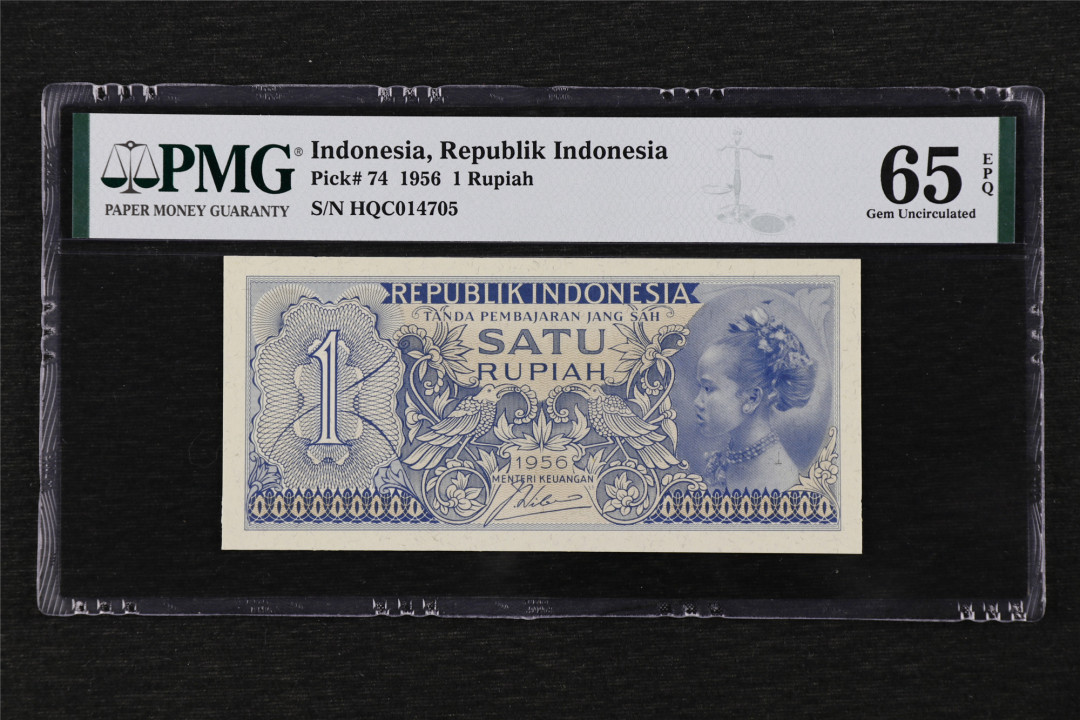 PMG®
PAPER MONEY GUARANTY
Indonesia, Republik Indonesia
Pick# 74 1956 1 Rupiah
S/N HQC014705
65
EPQ
Gem Uncirculated
REPUBLIK INDONESIA
TANDA PEMBAJARAN JANG SAH
SATU
RUPIAH
1
1956
MENTERI KEUANGAN